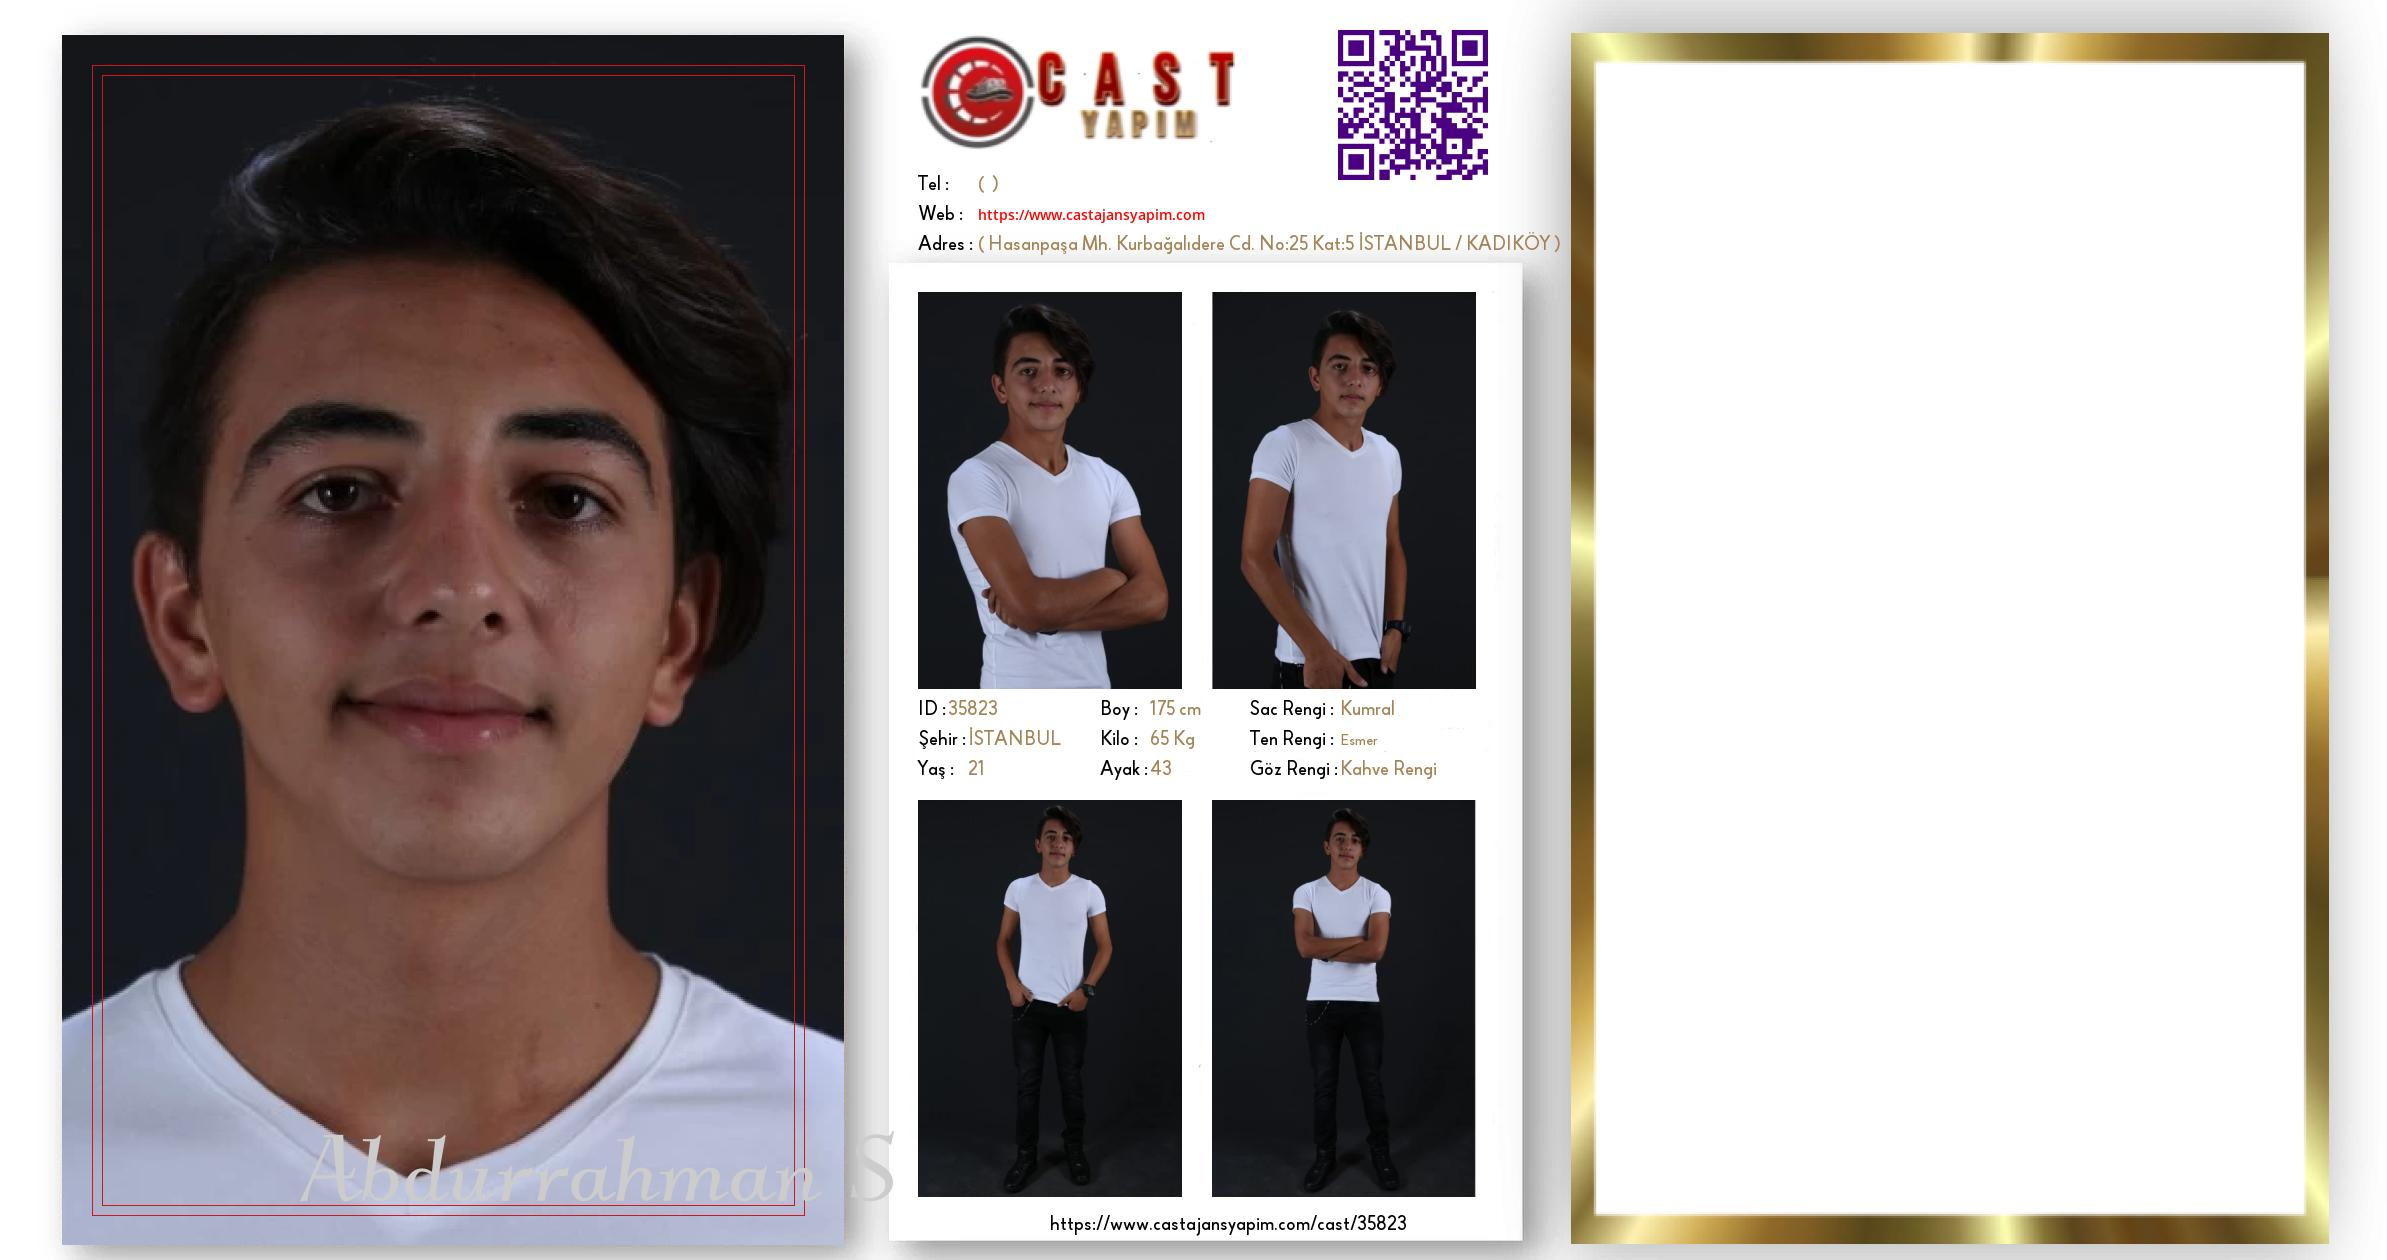 CAST
YAPIM
Tel : ( )
Web : https://www.castajansyapim.com
Adres : ( Hasanpaşa Mh. Kurbağalıdere Cd. No:25 Kat:5 İSTANBUL / KADIKÖY )
ID : 35823 Boy : 175 cm Sac Rengi : Kumral
Şehir : İSTANBUL Kilo : 65 Kg Ten Rengi : Esmer
Yaş : 21 Ayak : 43 Göz Rengi : Kahve Rengi
Abdurrahman S
https://www.castajansyapim.com/cast/35823